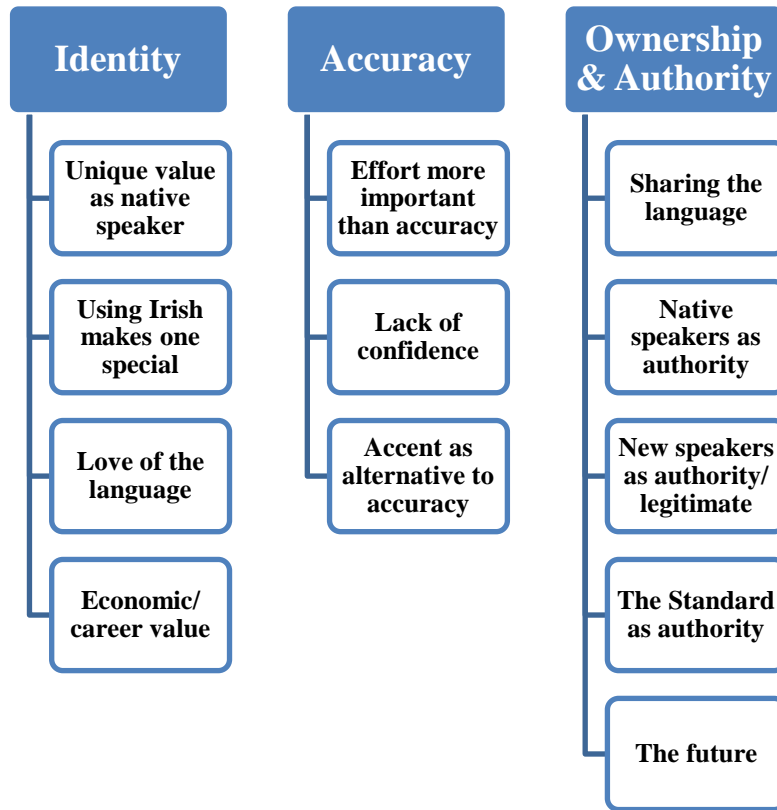 Identity
Unique value
as native
speaker
Using Irish
makes one
special
Love of the
language
Economic/
career value
Accuracy
Effort more
important
than accuracy
Lack of
confidence
Accent as
alternative to
accuracy
Ownership
& Authority
Sharing the
language
Native
speakers as
authority
New speakers
as authority/
legitimate
The Standard
as authority
The future